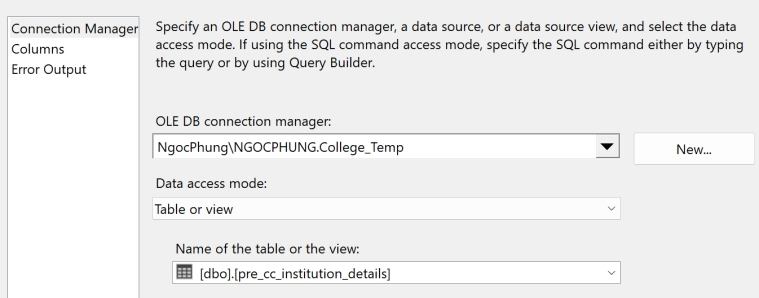 Connection Manager
Columns
Error Output
Specify an OLE DB connection manager, a data source, or a data source view, and select the data
access mode. If using the SQL command access mode, specify the SQL command either by typing
the query or by using Query Builder.
OLE DB connection manager:
NgocPhung\NGOCPHUNG.College_Temp
New...
Data access mode:
Table or view
Name of the table or the view:
[dbo].[pre_cc_institution_details]